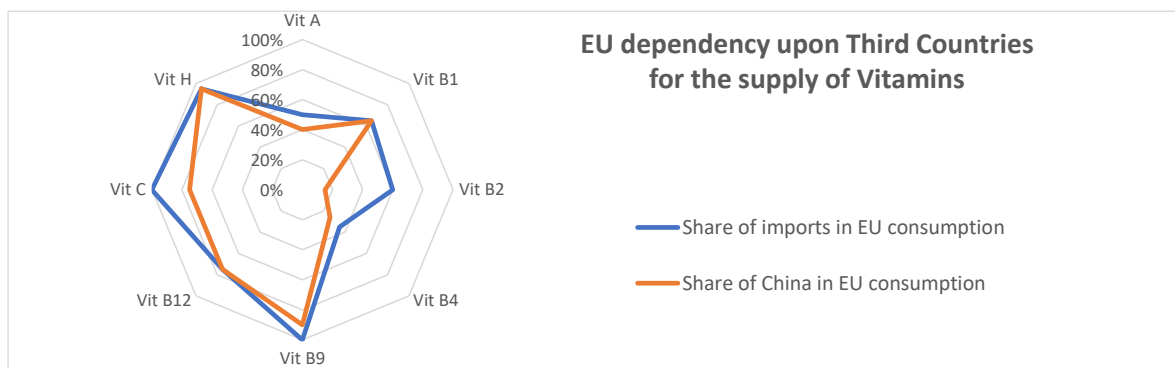 EU dependency upon Third Countries
for the supply of Vitamins
Vit A
100%
80%
60%
40%
20%
0%
Vit B1
Vit B2
Vit B4
Vit B9
Vit B12
Vit C
Vit H
Share of imports in EU consumption
Share of China in EU consumption